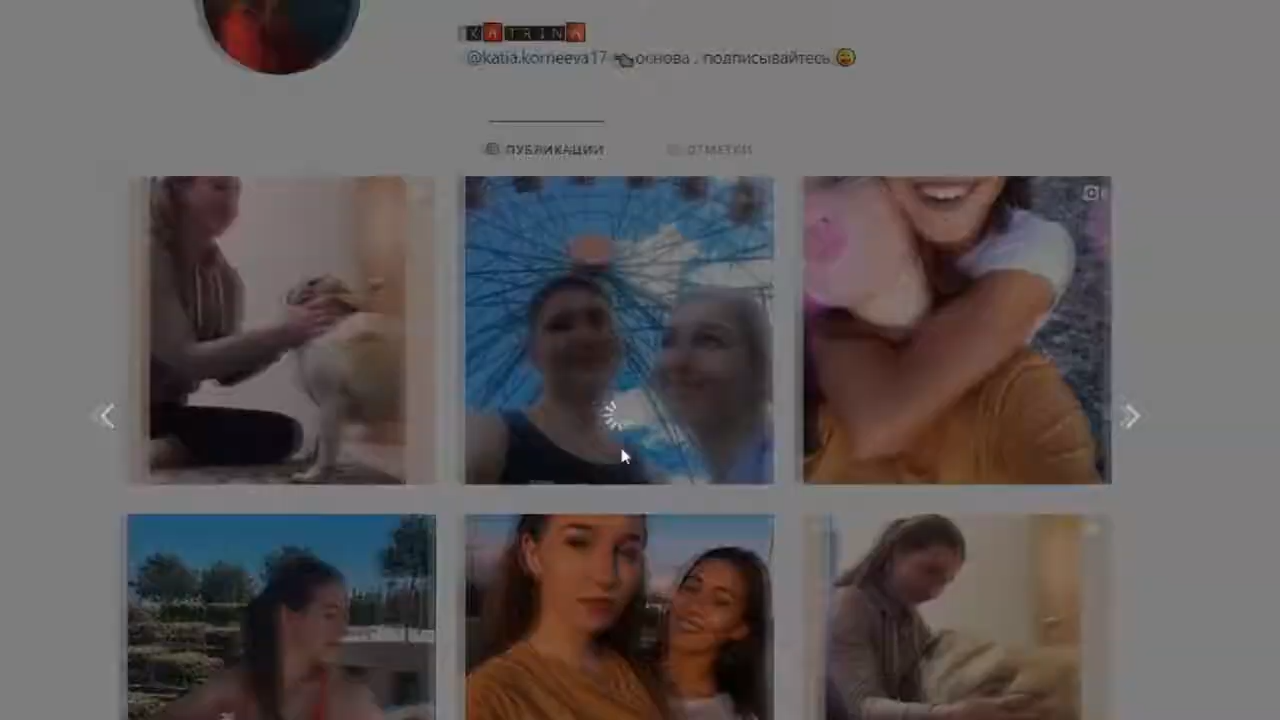 KATRINA
@katia.korneeva17 👈 основа , подписывайтесь 😜
ПУБЛИКАЦИИ
ОТМЕТКИ